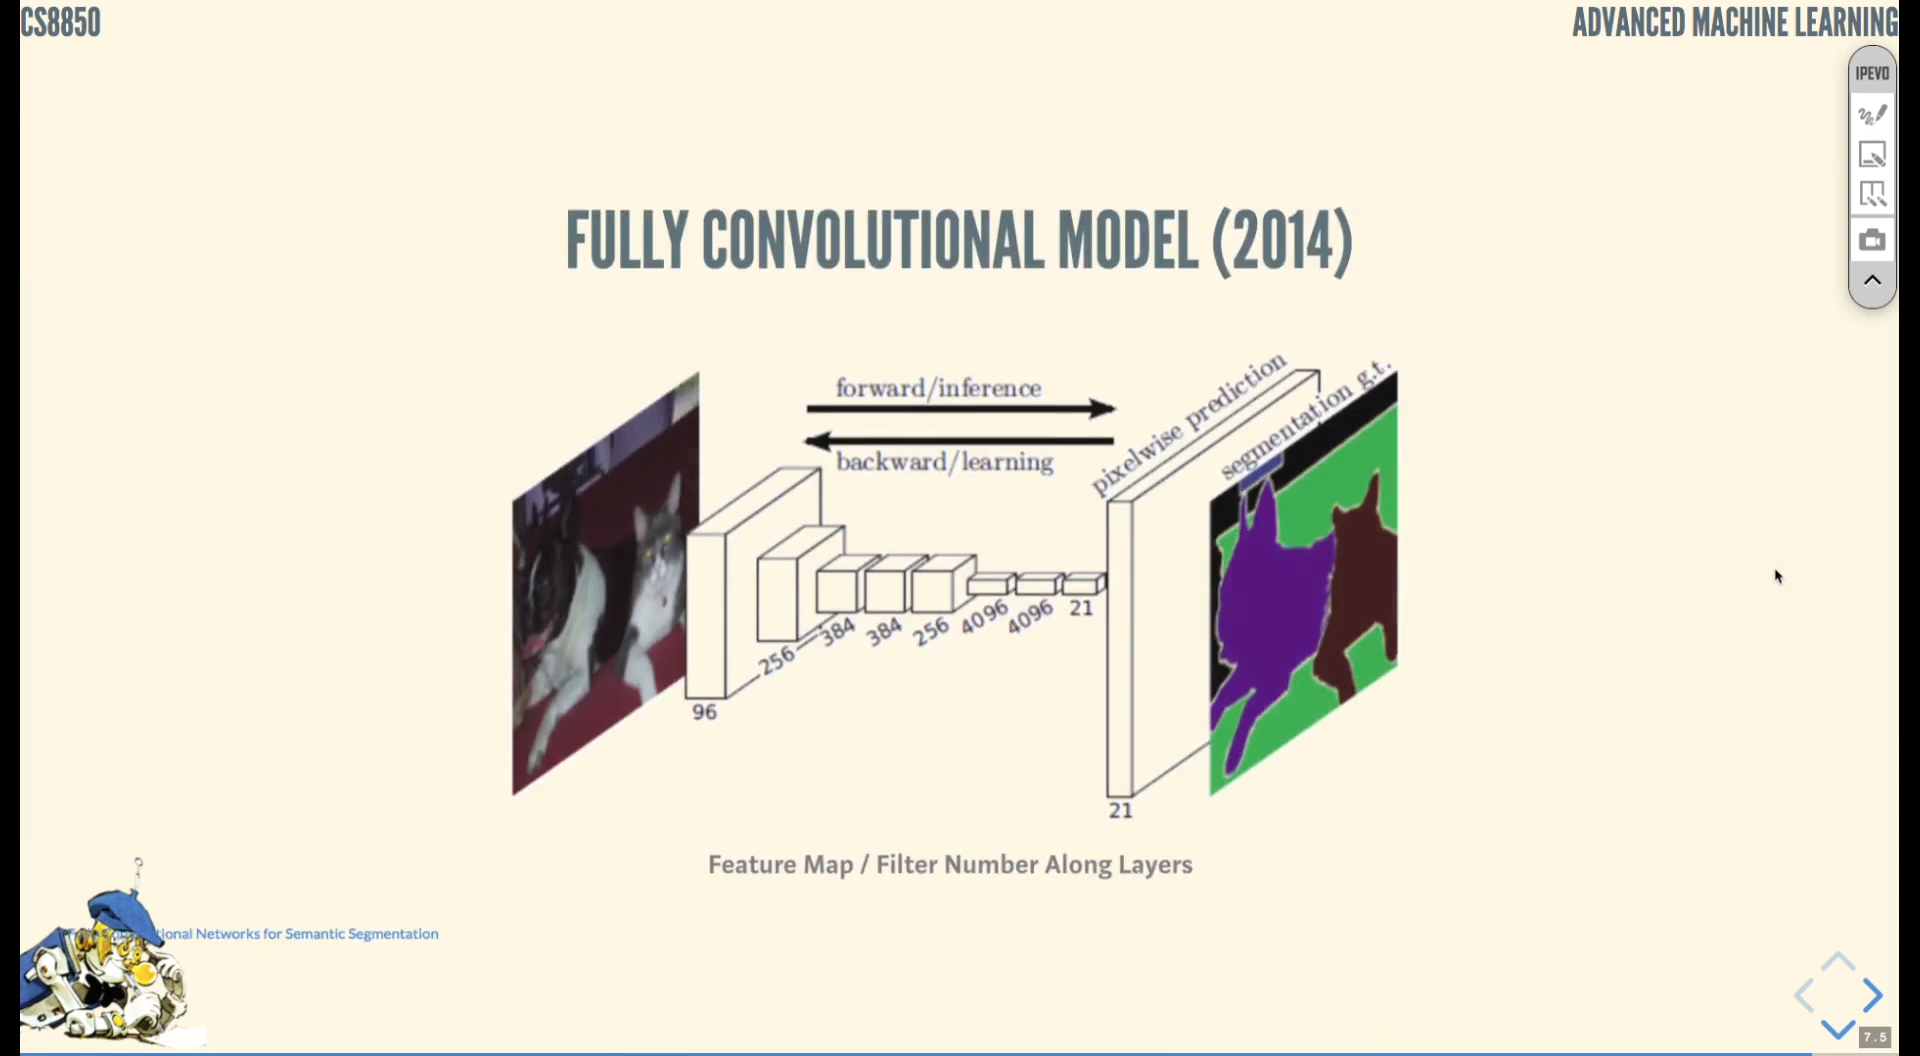 CS8850
ADVANCED MACHINE LEARNING
IPEVO
FULLY CONVOLUTIONAL MODEL (2014)
forward/inference
backward/learning
pixelwise prediction
segmentation g.t.
96
256
384
384
256
4096
4096
21
21
Feature Map / Filter Number Along Layers
Networks for Semantic Segmentation
7.5